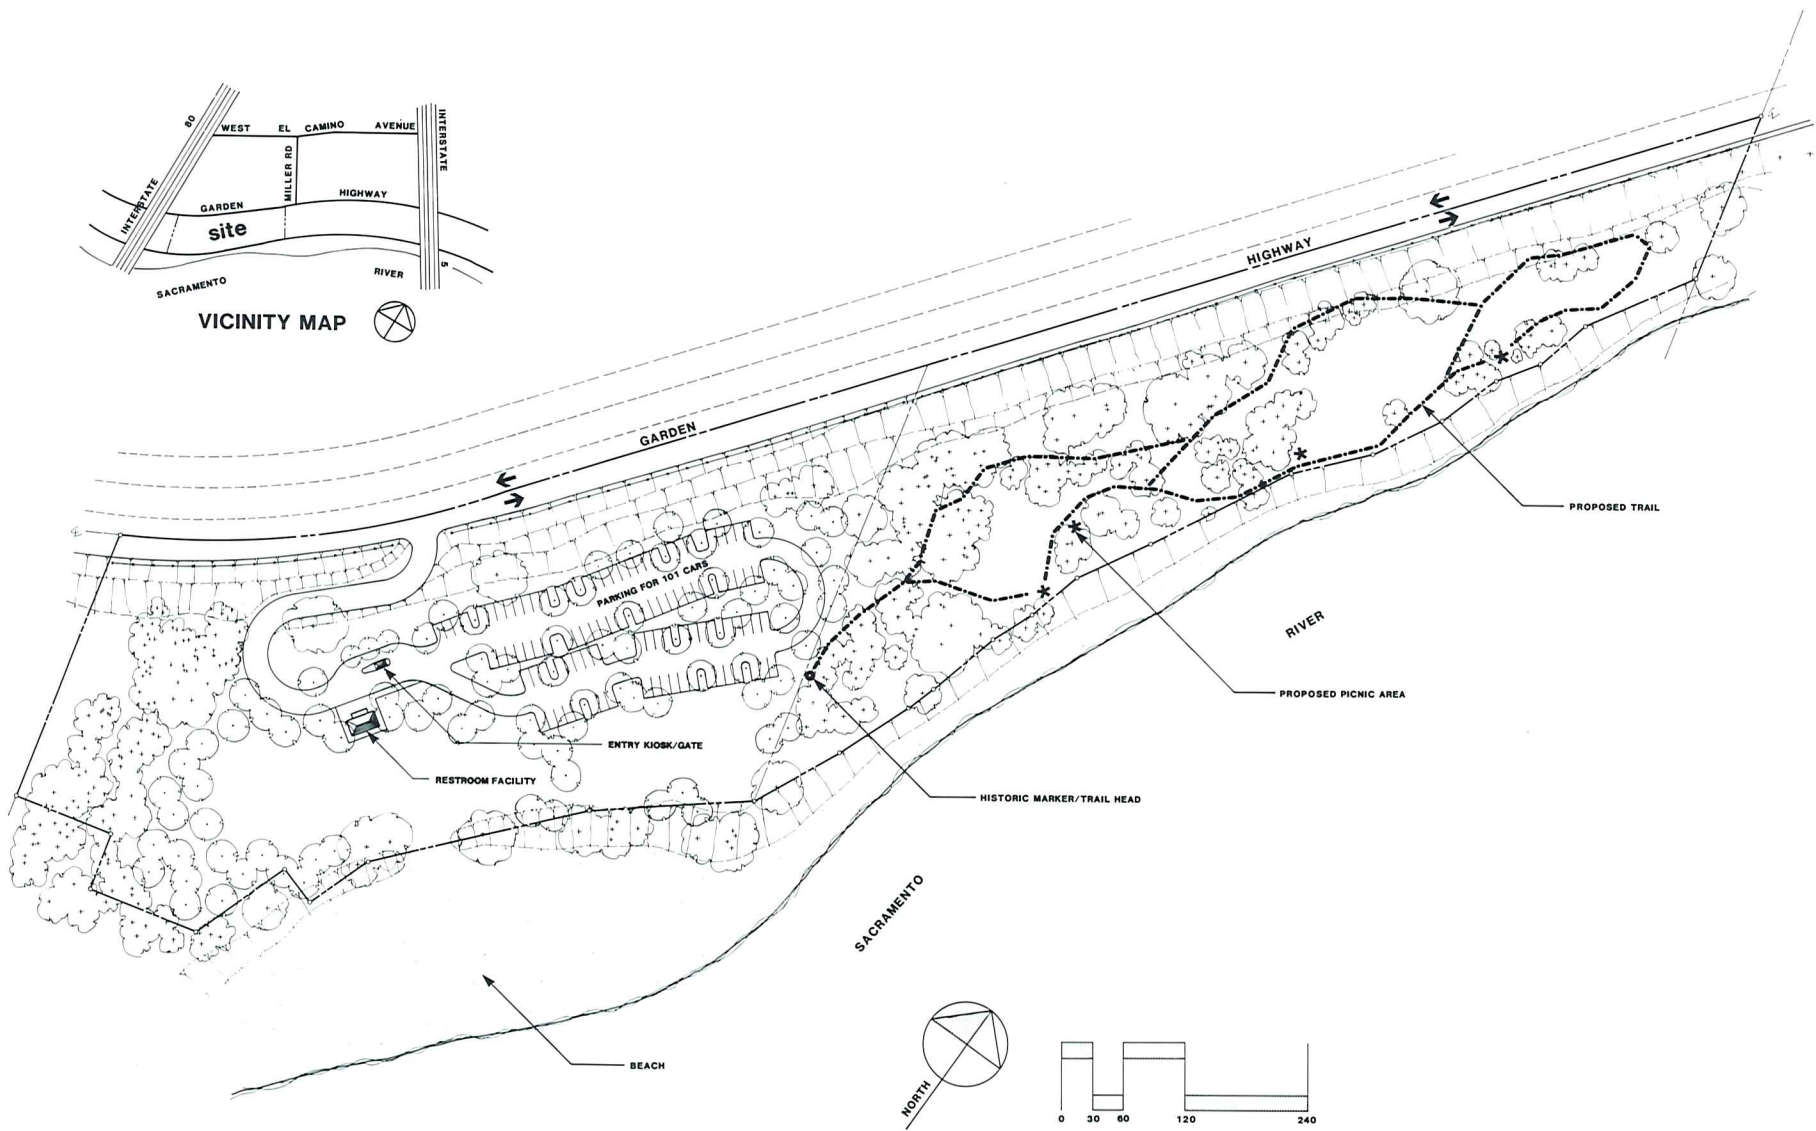 80
WEST EL CAMINO AVENUE
INTERSTATE
MILLER RD
INTERSTATE
GARDEN HIGHWAY
site
SACRAMENTO RIVER
5
VICINITY MAP
HIGHWAY
GARDEN
PARKING FOR 101 CARS
PROPOSED TRAIL
RIVER
PROPOSED PICNIC AREA
ENTRY KIOSK/GATE
RESTROOM FACILITY
HISTORIC MARKER/TRAIL HEAD
SACRAMENTO
BEACH
NORTH
0 30 60 120 240